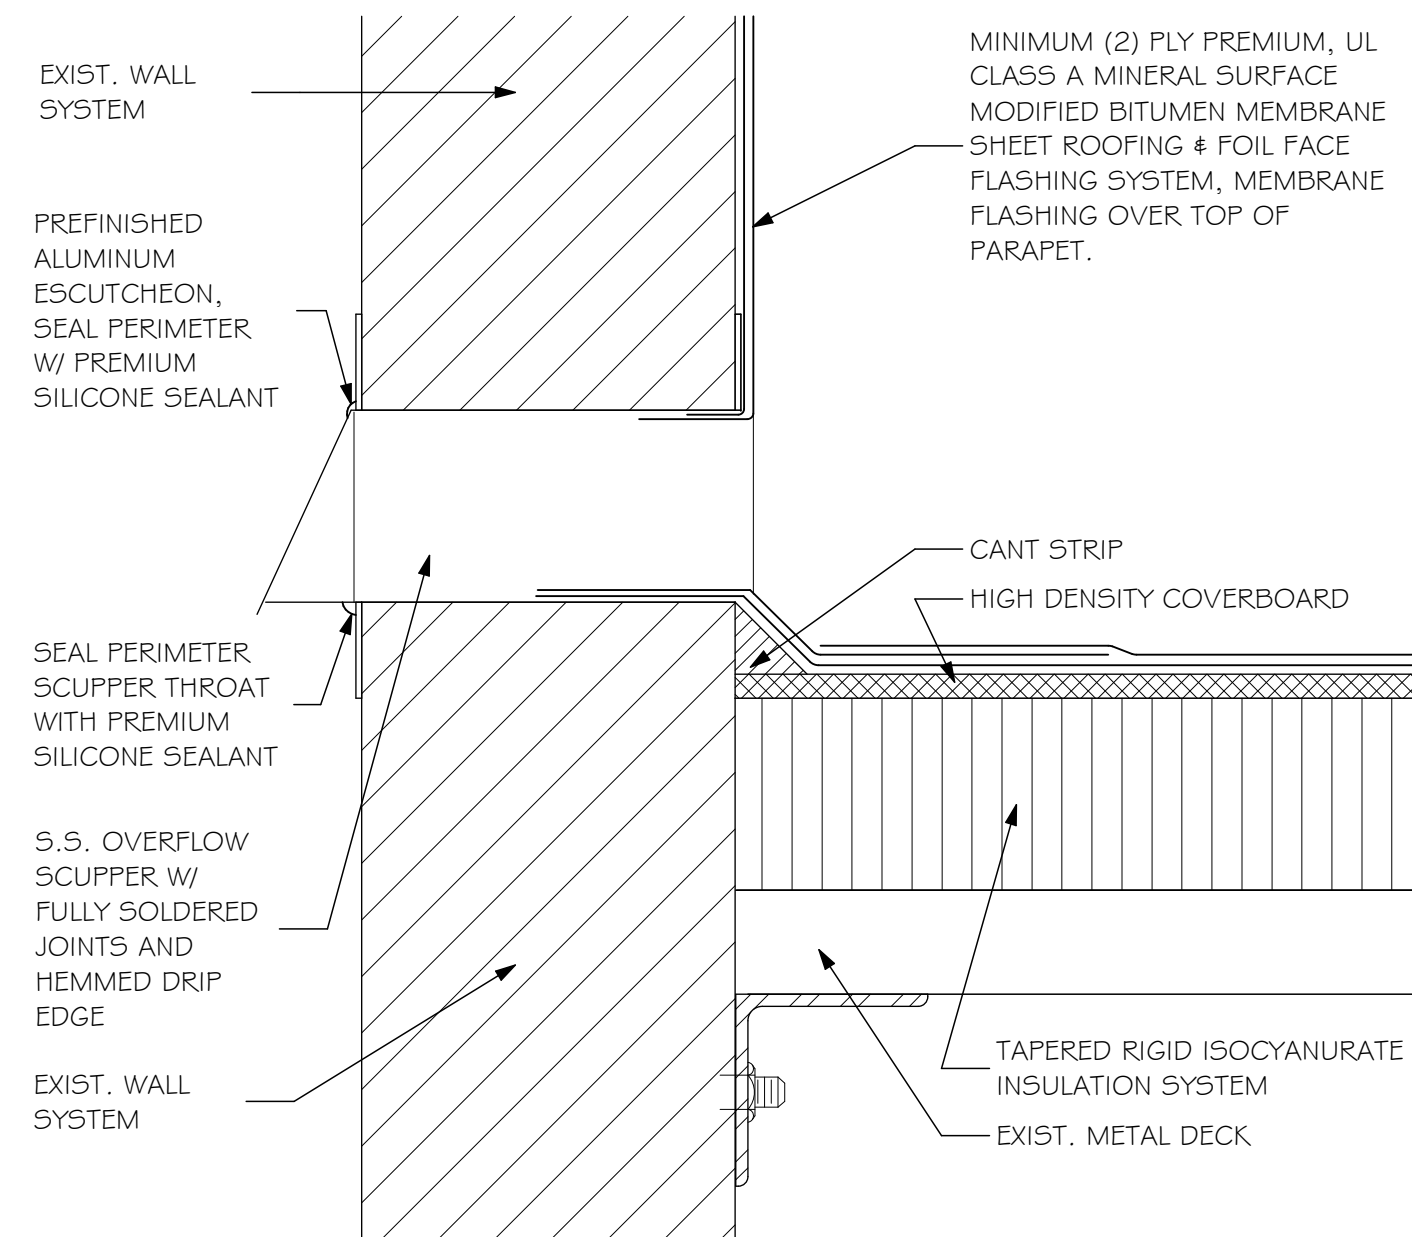 EXIST. WALL
SYSTEM
PREFINISHED
ALUMINUM
ESCUTCHEON,
SEAL PERIMETER
W/ PREMIUM
SILICONE SEALANT
SEAL PERIMETER
SCUPPER THROAT
WITH PREMIUM
SILICONE SEALANT
S.S. OVERFLOW
SCUPPER W/
FULLY SOLDERED
JOINTS AND
HEMMED DRIP
EDGE
EXIST. WALL
SYSTEM
MINIMUM (2) PLY PREMIUM, UL
CLASS A MINERAL SURFACE
MODIFIED BITUMEN MEMBRANE
SHEET ROOFING & FOIL FACE
FLASHING SYSTEM, MEMBRANE
FLASHING OVER TOP OF
PARAPET.
CANT STRIP
HIGH DENSITY COVERBOARD
TAPERED RIGID ISOCYANURATE
INSULATION SYSTEM
EXIST. METAL DECK